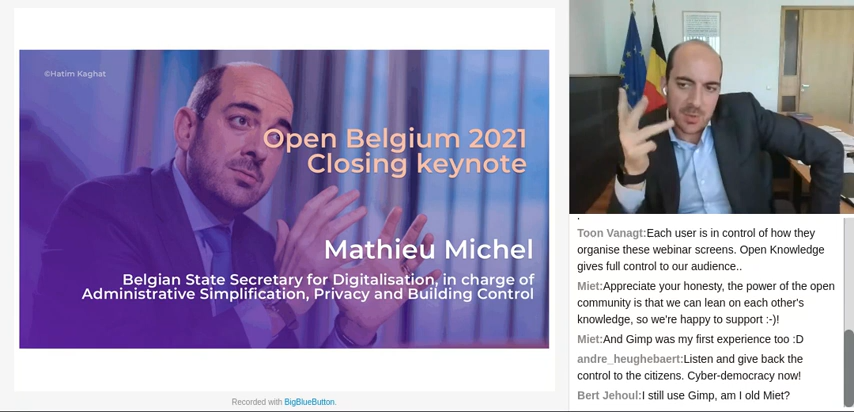 ©Hatim Kaghat
Open Belgium 2021
Closing keynote
Mathieu Michel
Belgian State Secretary for Digitalisation, in charge of
Administrative Simplification, Privacy and Building Control
Recorded with BigBlueButton.
Toon Vanagt:Each user is in control of how they
organise these webinar screens. Open Knowledge
gives full control to our audience..
Miet:Appreciate your honesty, the power of the open
community is that we can lean on each other's
knowledge, so we're happy to support :-)!
Miet:And Gimp was my first experience too :D
andre_heughebaert:Listen and give back the
control to the citizens. Cyber-democracy now!
Bert Jehoul:I still use Gimp, am I old Miet?